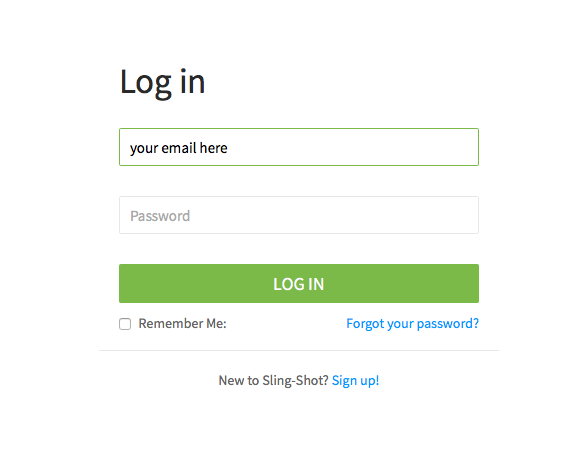 Log in
your email here
Password
LOG IN
Remember Me: Forgot your password?
New to Sling-Shot? Sign up!